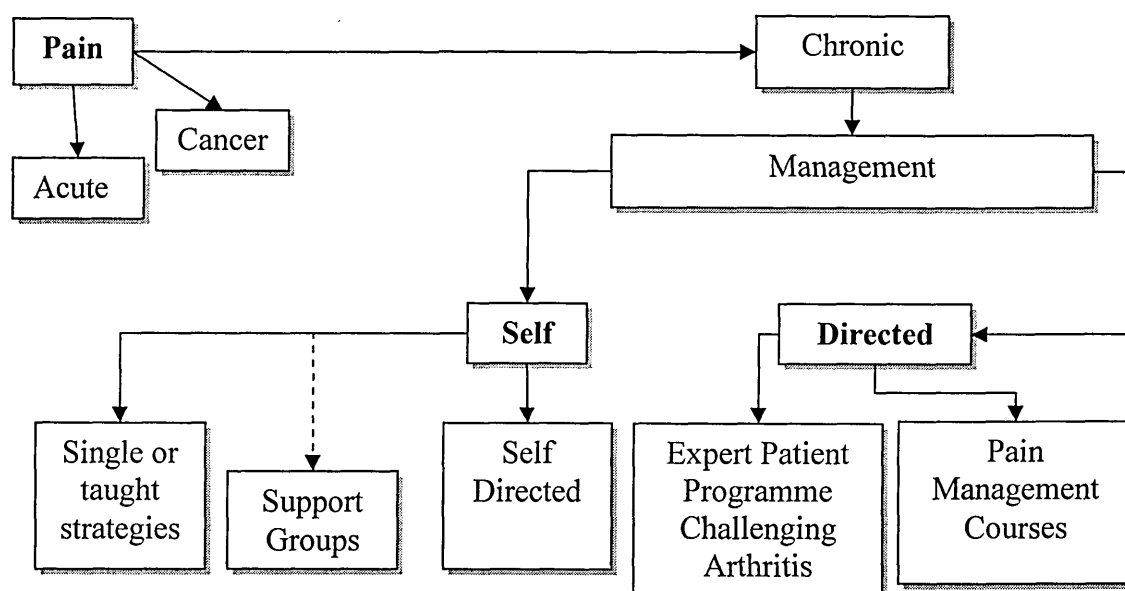 Pain
Chronic
Cancer
Acute
Management
Self
Directed
Single or
taught
strategies
Support
Groups
Self
Directed
Expert Patient
Programme
Challenging
Arthritis
Pain
Management
Courses